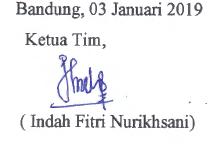 Bandung, 03 Januari 2019
Ketua Tim,
( Indah Fitri Nurikhsani)